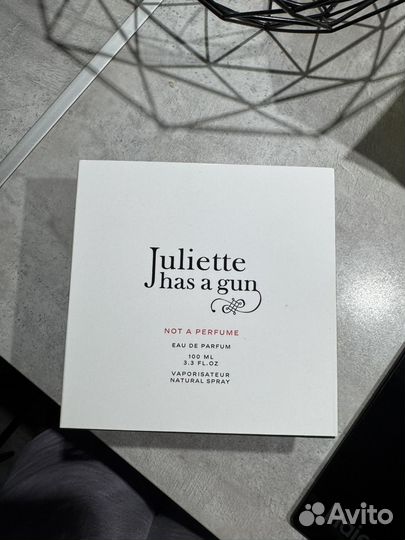 Juliette
has a gun
NOT A PERFUME
EAU DE PARFUM
100 ML
3.3 FL.OZ
VAPORISATEUR
NATURAL SPRAY
Avito